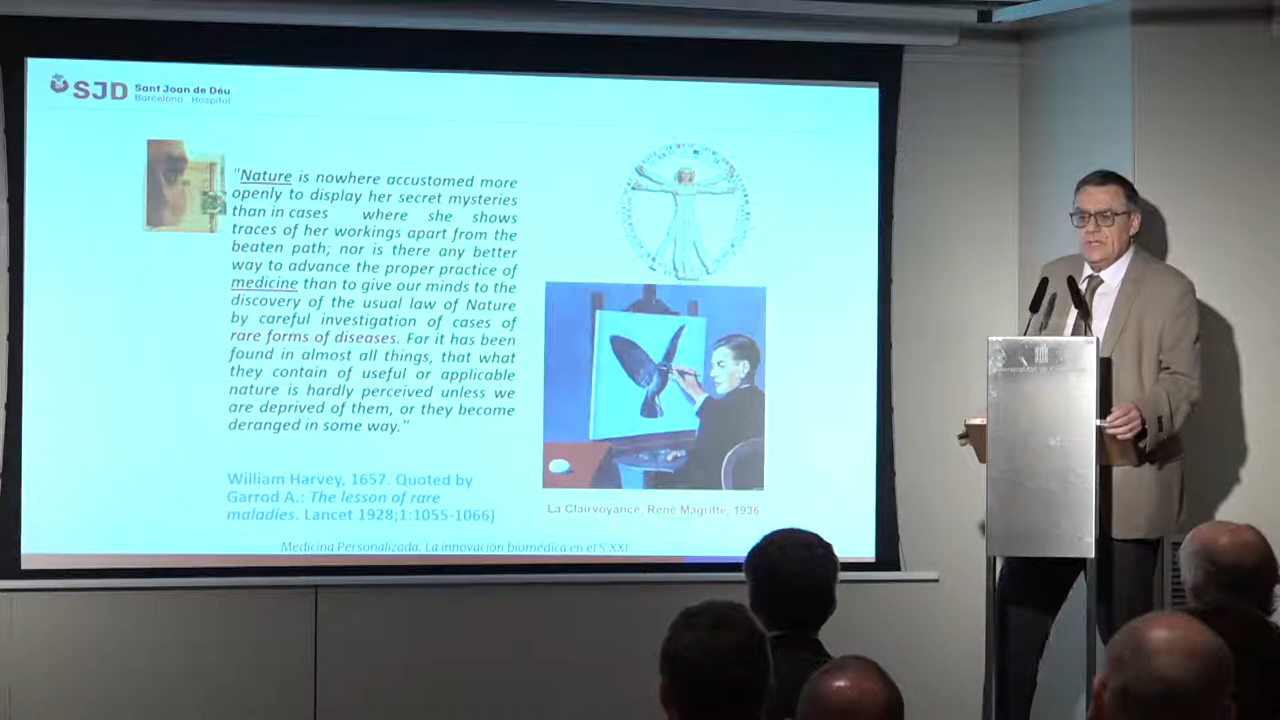 SJD Sant Joan de Déu
Barcelona · Hospital
"Nature is nowhere accustomed more
openly to display her secret mysteries
than in cases where she shows
traces of her workings apart from the
beaten path; nor is there any better
way to advance the proper practice of
medicine than to give our minds to the
discovery of the usual law of Nature
by careful investigation of cases of
rare forms of diseases. For it has been
found in almost all things, that what
they contain of useful or applicable
nature is hardly perceived unless we
are deprived of them, or they become
deranged in some way."
William Harvey, 1657. Quoted by
Garrod A.: The lesson of rare
maladies. Lancet 1928;1:1055-1066)
La Clairvoyance, René Magritte, 1936
Medicina Personalizada. La innovación biomédica en el S.XXI